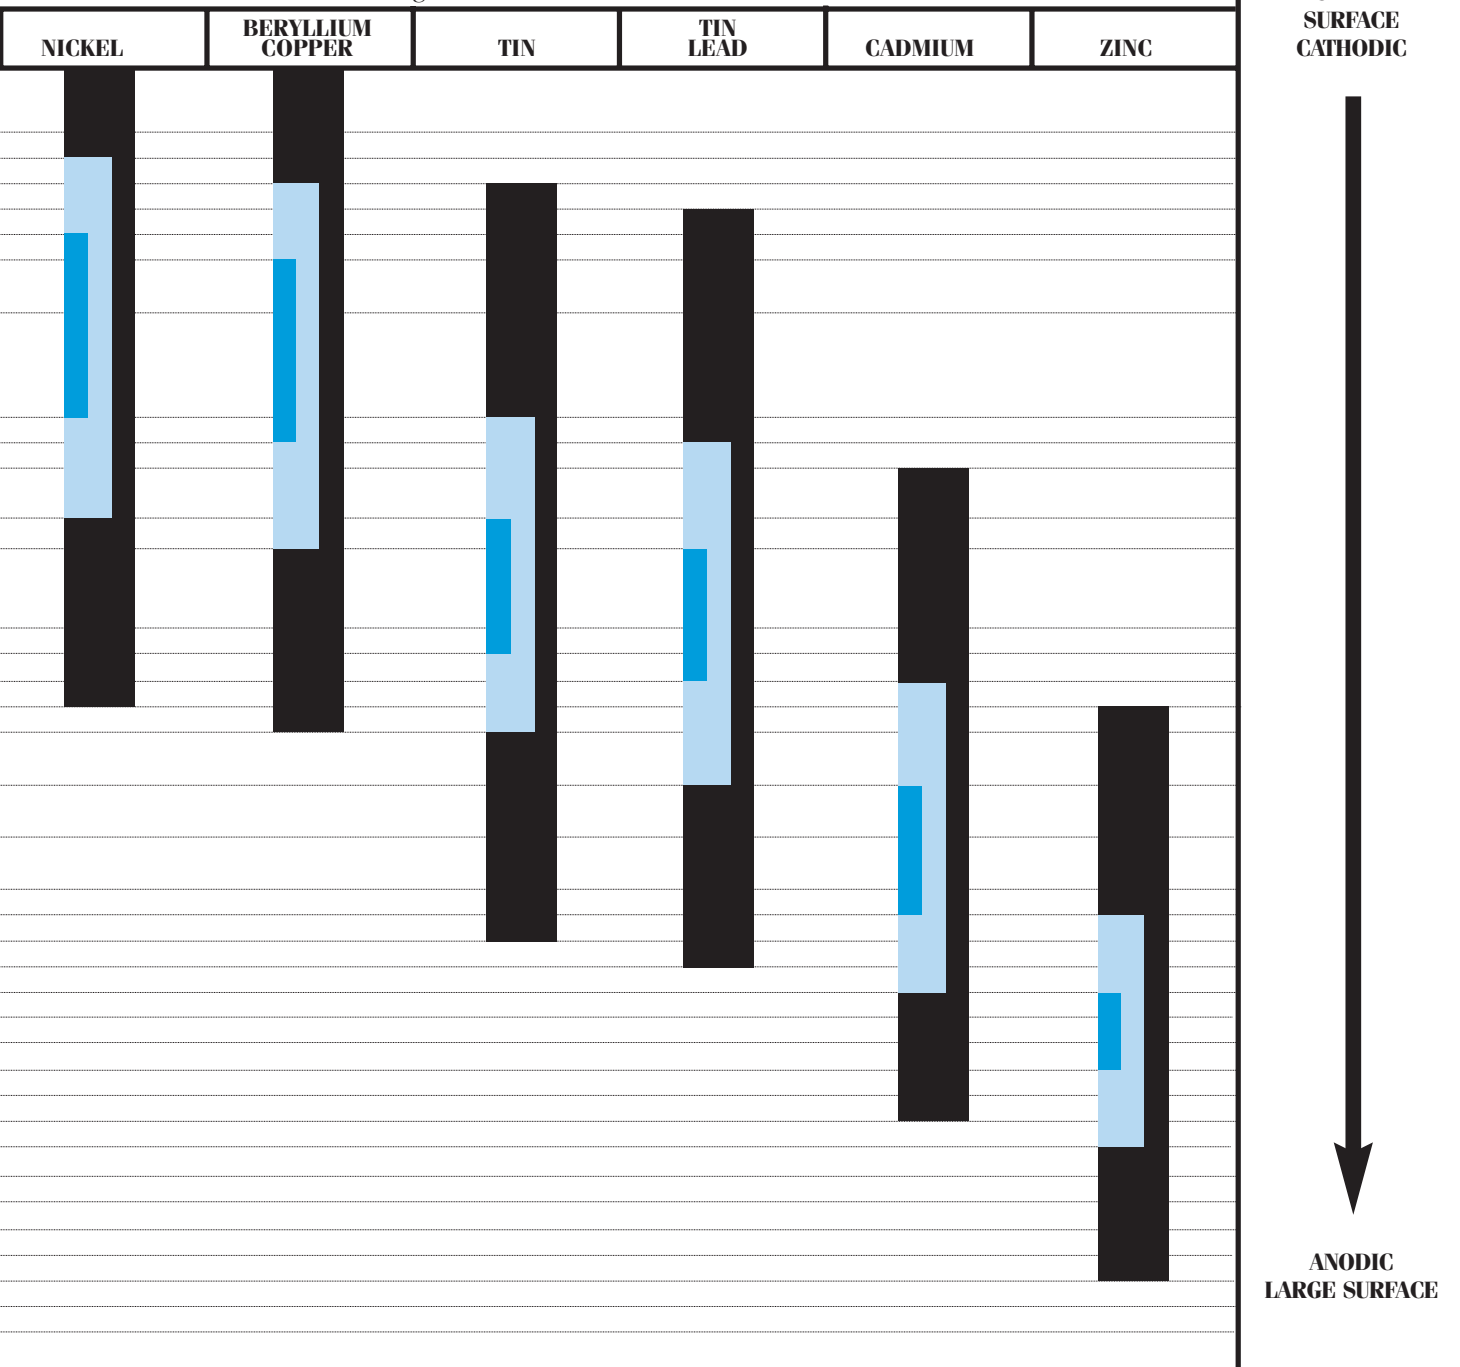 NICKEL
BERYLLIUM
COPPER
TIN
TIN
LEAD
CADMIUM
ZINC
SURFACE
CATHODIC
ANODIC
LARGE SURFACE